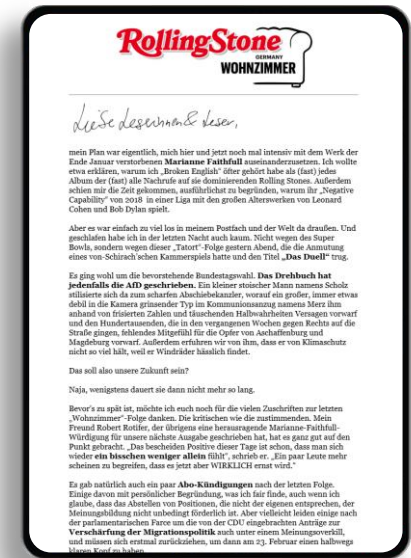 RollingStone
GERMANY
WOHNZIMMER
Liebe Leserinnen & Leser,
mein Plan war eigentlich, mich hier und jetzt noch mal intensiv mit dem Werk der
Ende Januar verstorbenen Marianne Faithfull auseinanderzusetzen. Ich wollte
etwa erklären, warum ich „Broken English" öfter gehört habe als (fast) jedes
Album der (fast) alle Nachrufe auf sie dominierenden Rolling Stones. Außerdem
schien mir die Zeit gekommen, ausführlichst zu begründen, warum ihr „Negative
Capability" von 2018 in einer Liga mit den großen Alterswerken von Leonard
Cohen und Bob Dylan spielt.
Aber es war einfach zu viel los in meinem Postfach und der Welt da draußen. Und
geschlafen habe ich in der letzten Nacht auch kaum. Nicht wegen des Super
Bowls, sondern wegen dieser „Tatort"-Folge gestern Abend, die die Anmutung
eines von-Schirach'schen Kammerspiels hatte und den Titel „Das Duell" trug.
Es ging wohl um die bevorstehende Bundestagswahl. Das Drehbuch hat
jedenfalls die AfD geschrieben. Ein kleiner stoischer Mann namens Scholz
stilisierte sich da zum scharfen Abschiebekanzler, worauf ein großer, immer etwas
debil in die Kamera grinsender Typ im Kommunionsanzug namens Merz ihm
anhand von frisierten Zahlen und täuschenden Halbwahrheiten Versagen vorwarf
und den Hunderttausenden, die in den vergangenen Wochen gegen Rechts auf die
Straße gingen, fehlendes Mitgefühl für die Opfer von Aschaffenburg und
Magdeburg vorwarf. Außerdem erfuhren wir von ihm, dass er von Klimaschutz
nicht so viel hält, weil er Windräder hässlich findet.
Das soll also unsere Zukunft sein?
Naja, wenigstens dauert sie dann nicht mehr so lang.
Bevor's zu spät ist, möchte ich euch noch für die vielen Zuschriften zur letzten
„Wohnzimmer"-Folge danken. Die kritischen wie die zustimmenden. Mein
Freund Robert Rotifer, der übrigens eine herausragende Marianne-Faithfull-
Würdigung für unsere nächste Ausgabe geschrieben hat, hat es ganz gut auf den
Punkt gebracht. „Das bescheiden Positive dieser Tage ist schon, dass man sich
wieder ein bisschen weniger allein fühlt", schrieb er. „Ein paar Leute mehr
scheinen zu begreifen, dass es jetzt aber WIRKLICH ernst wird."
Es gab natürlich auch ein paar Abo-Kündigungen nach der letzten Folge.
Einige davon mit persönlicher Begründung, was ich fair finde, auch wenn ich
glaube, dass das Abstellen von Positionen, die nicht der eigenen entsprechen, der
Meinungsbildung nicht unbedingt förderlich ist. Aber vielleicht leiden einige nach
der parlamentarischen Farce um die von der CDU eingebrachten Anträge zur
Verschärfung der Migrationspolitik auch unter einem Meinungsoverkill,
und müssen sich erstmal zurückziehen, um dann am 23. Februar einen halbwegs
klaren Kopf zu haben.